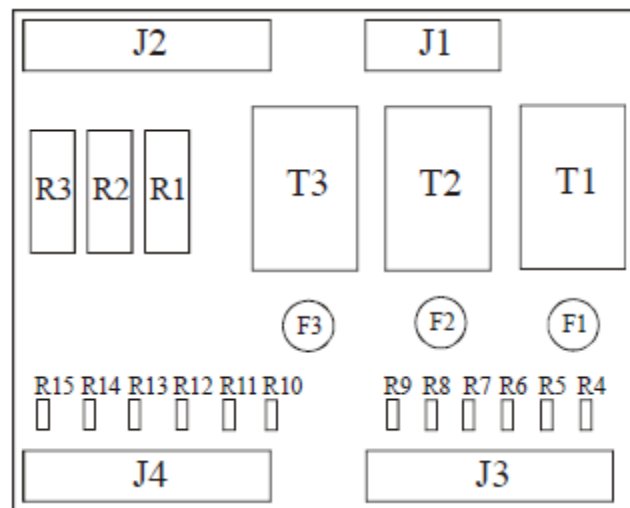 J2 J1
R3 R2 R1 T3 T2 T1
F3 F2 F1
R15 R14 R13 R12 R11 R10 R9 R8 R7 R6 R5 R4
J4 J3